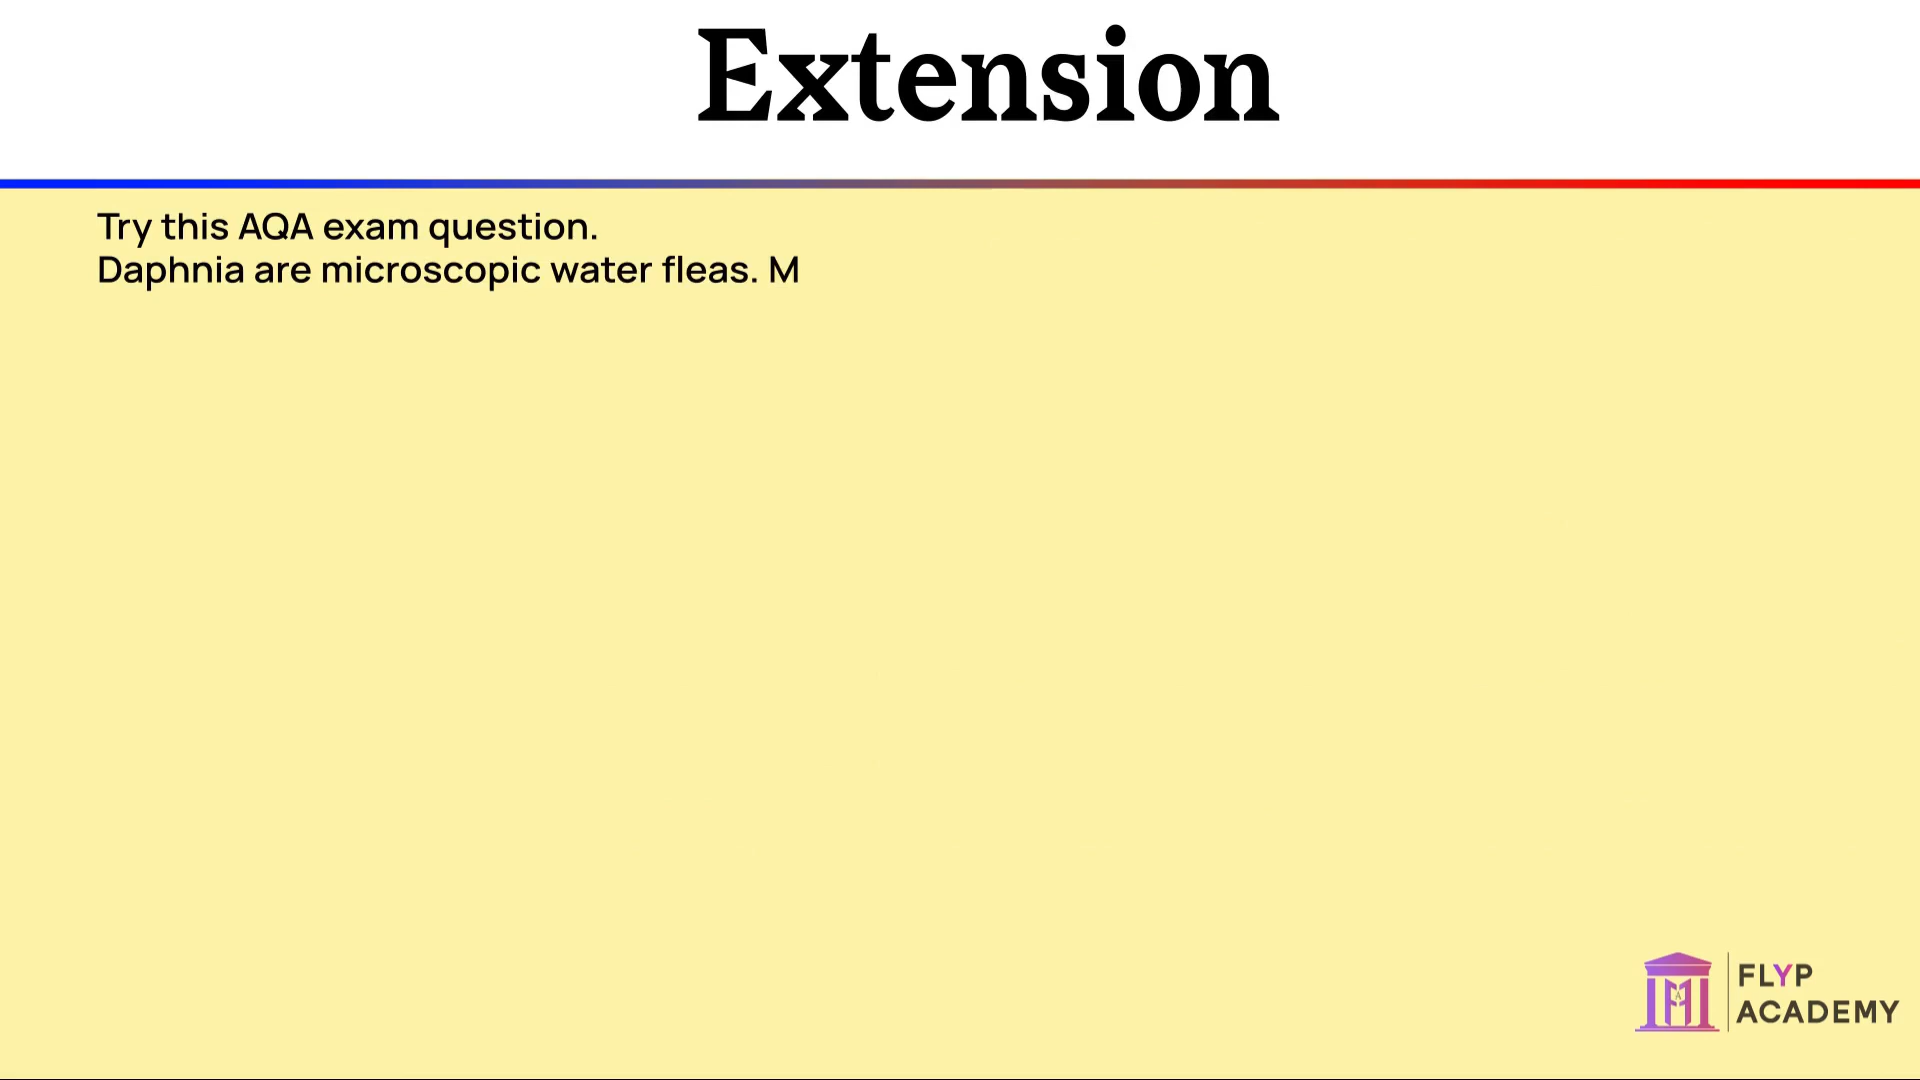 Extension
Try this AQA exam question.
Daphnia are microscopic water fleas. M
FLYP
ACADEMY